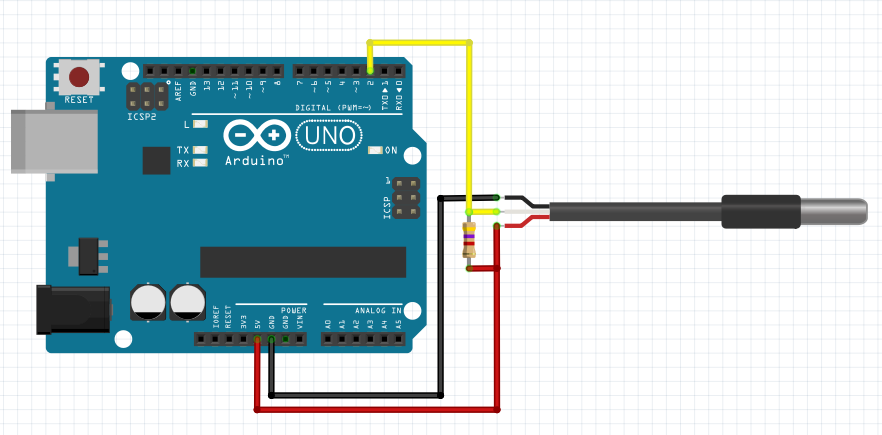 RESET
ICSP2
AREF
GND
13
12
~11
~10
~9
8
7
~6
~5
4
~3
2
TXD▲1
RXD◀0
DIGITAL (PWM=~)
L
TX
RX
UNO
ON
Arduino™
1
ICSP
POWER
ANALOG IN
IOREF
RESET
3V3
5V
GND
GND
VIN
A0
A1
A2
A3
A4
A5